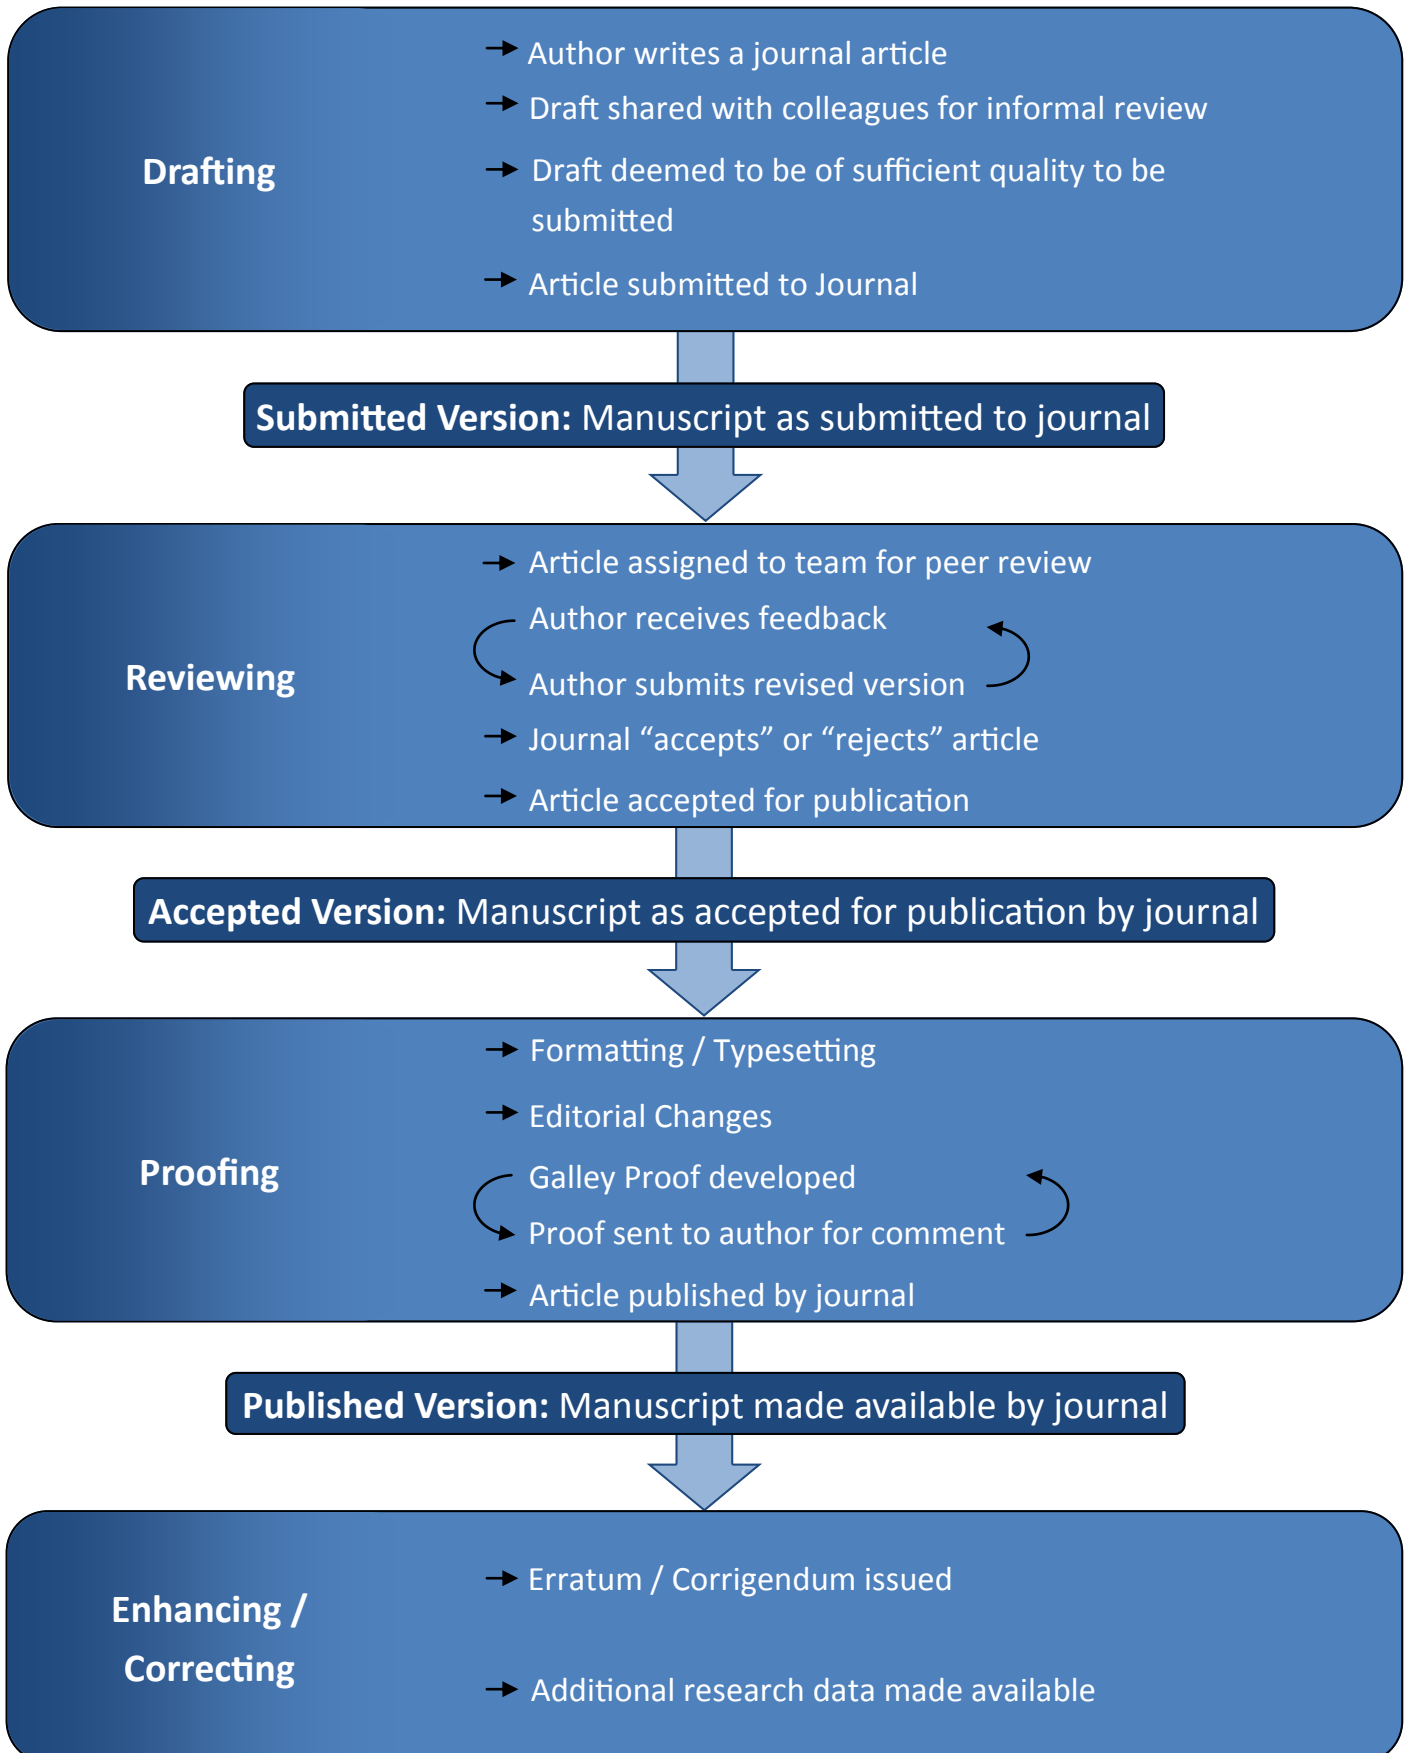 Drafting
Author writes a journal article
Draft shared with colleagues for informal review
Draft deemed to be of sufficient quality to be
submitted
Article submitted to Journal
Submitted Version: Manuscript as submitted to journal
Reviewing
Article assigned to team for peer review
Author receives feedback
Author submits revised version
Journal “accepts” or “rejects” article
Article accepted for publication
Accepted Version: Manuscript as accepted for publication by journal
Proofing
Formatting / Typesetting
Editorial Changes
Galley Proof developed
Proof sent to author for comment
Article published by journal
Published Version: Manuscript made available by journal
Enhancing /
Correcting
Erratum / Corrigendum issued
Additional research data made available